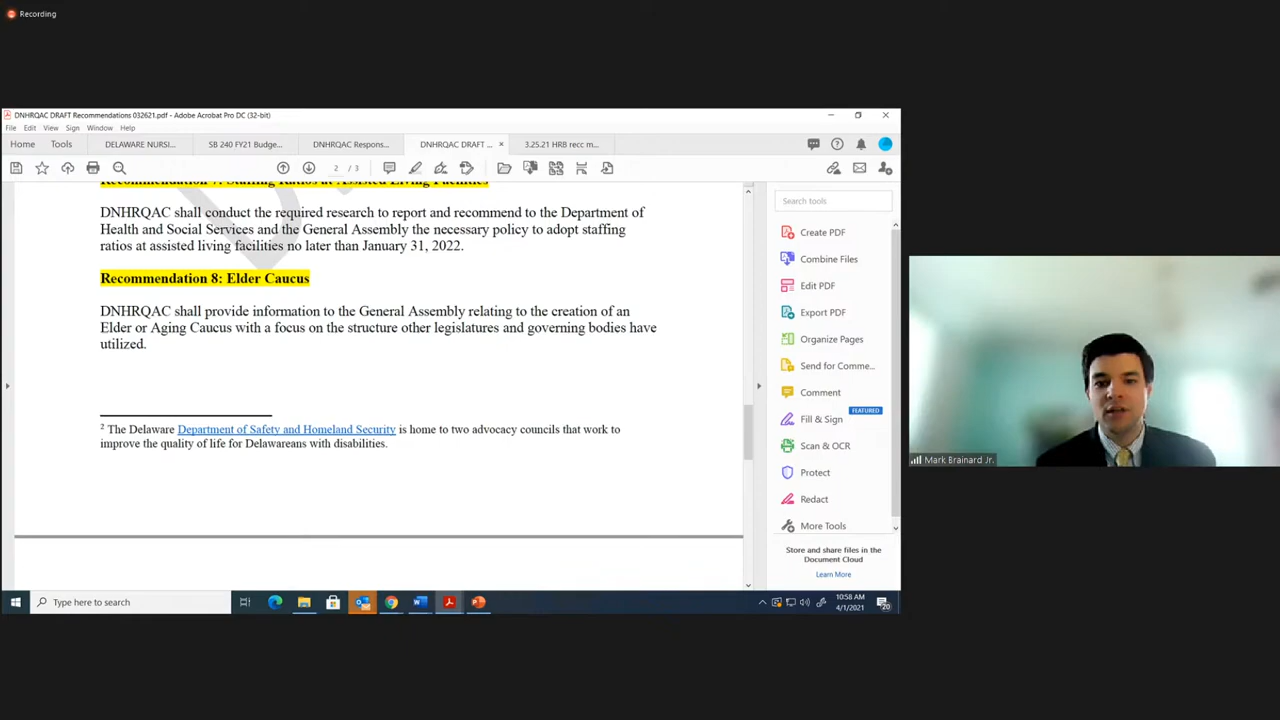 Recording
DNHRQAC DRAFT Recommendations 032621.pdf - Adobe Acrobat Pro DC (32-bit)
File Edit View Sign Window Help
Home Tools DELAWARE NURSI... SB 240 FY21 Budge... DNHRQAC Respons... DNHRQAC DRAFT ... × 3.25.21 HRB recc m...
2 / 3
Recommendation 7: Staffing Ratios at Assisted Living Facilities
DNHRQAC shall conduct the required research to report and recommend to the Department of
Health and Social Services and the General Assembly the necessary policy to adopt staffing
ratios at assisted living facilities no later than January 31, 2022.
Recommendation 8: Elder Caucus
DNHRQAC shall provide information to the General Assembly relating to the creation of an
Elder or Aging Caucus with a focus on the structure other legislatures and governing bodies have
utilized.
2 The Delaware Department of Safety and Homeland Security is home to two advocacy councils that work to
improve the quality of life for Delawareans with disabilities.
Search tools
Create PDF
Combine Files
Edit PDF
Export PDF
Organize Pages
Send for Comme...
Comment
FEATURED
Fill & Sign
Scan & OCR
Protect
Redact
More Tools
Store and share files in the
Document Cloud
Learn More
Mark Brainard Jr.
Type here to search
10:58 AM
4/1/2021
20